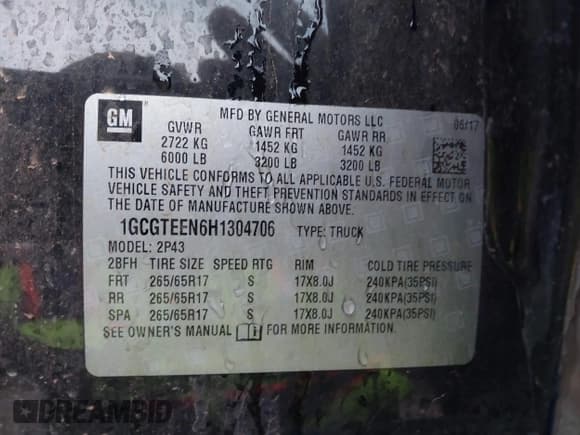 GM
MFD BY GENERAL MOTORS LLC
GVWR GAWR FRT GAWR RR 06/17
2722 KG 1452 KG 1452 KG
6000 LB 3200 LB 3200 LB
THIS VEHICLE CONFORMS TO ALL APPLICABLE U.S. FEDERAL MOTOR
VEHICLE SAFETY AND THEFT PREVENTION STANDARDS IN EFFECT ON
THE DATE OF MANUFACTURE SHOWN ABOVE.
1GCGTEEN6H1304706 TYPE: TRUCK
MODEL: 2P43
2BFH TIRE SIZE SPEED RTG RIM COLD TIRE PRESSURE
FRT 265/65R17 S 17X8.0J 240KPA(35PSI)
RR 265/65R17 S 17X8.0J 240KPA(35PSI)
SPA 265/65R17 S 17X8.0J 240KPA(35PSI)
SEE OWNER'S MANUAL FOR MORE INFORMATION.
DREAMBID